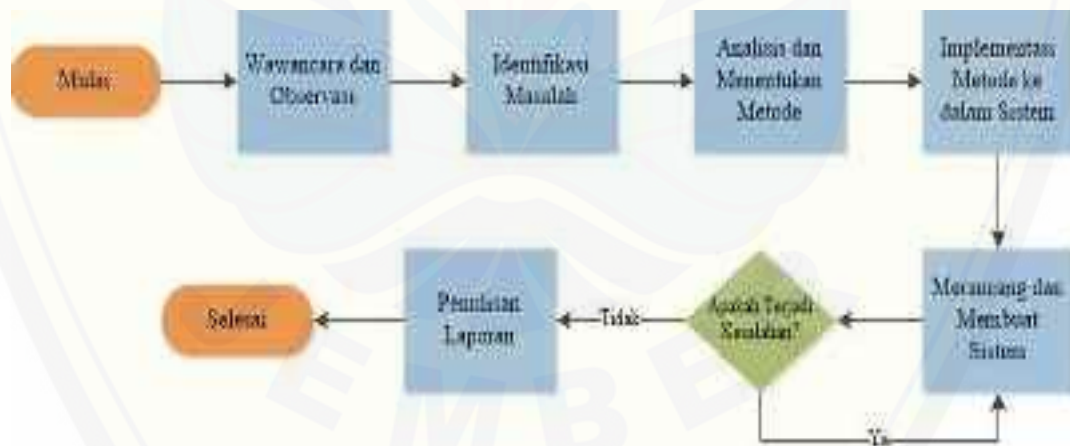 Mulai
Wawancara dan
Observasi
Identifikasi
Masalah
Analisis dan
Menentukan
Metode
Implementasi
Metode ke
dalam Sistem
Merancang dan
Membuat
Sistem
Apakah Terjadi
Kesalahan?
Tidak
Ya
Penulisan
Laporan
Selesai
EMBER